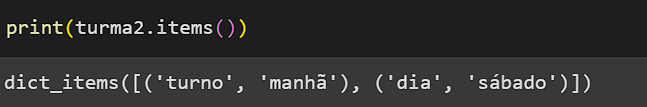 print(turma2.items())
dict_items([('turno', 'manhã'), ('dia', 'sábado')])